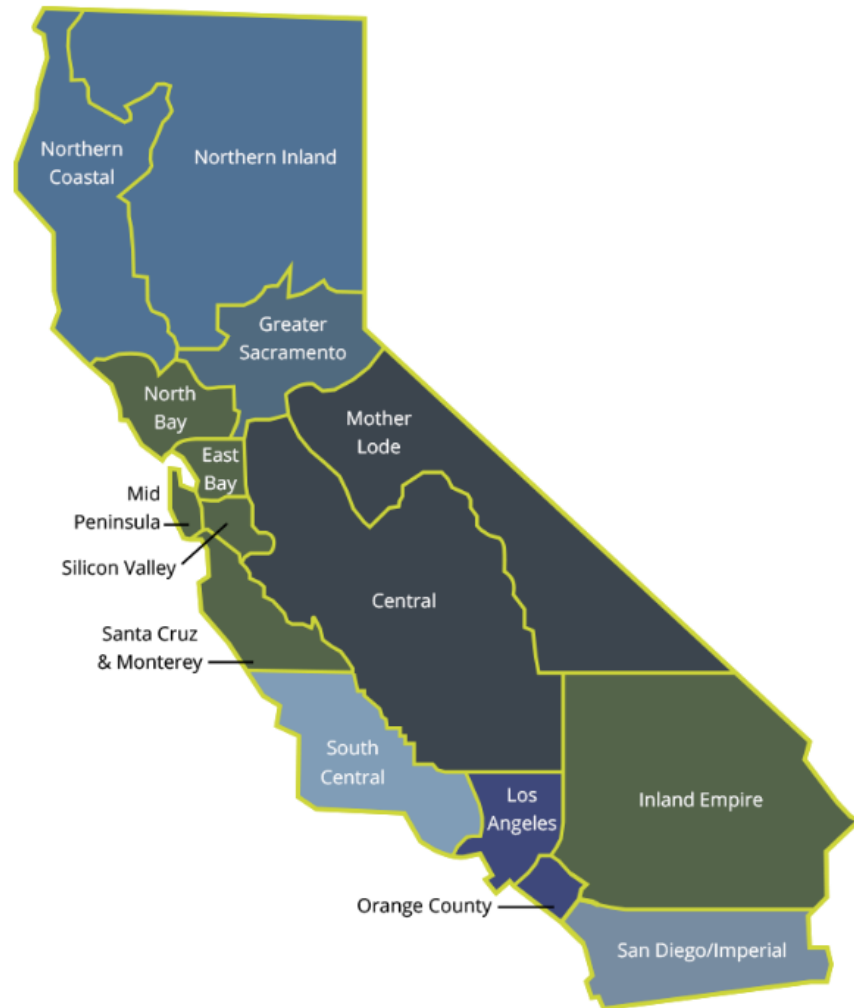 Northern
Coastal
Northern Inland
Greater
Sacramento
North
Bay
Mother
Lode
East
Bay
Mid
Peninsula
Silicon Valley
Central
Santa Cruz
& Monterey
South
Central
Los
Angeles
Inland Empire
Orange County
San Diego/Imperial